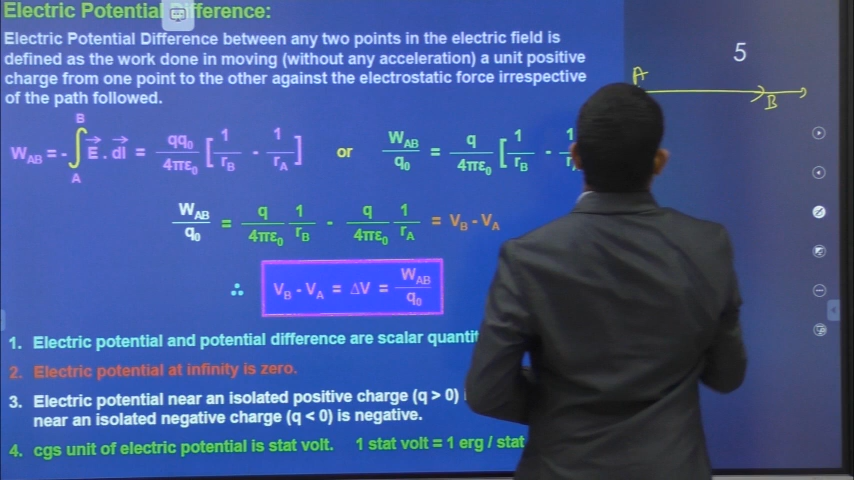 Electric Potential Difference:
5
Electric Potential Difference between any two points in the electric field is
defined as the work done in moving (without any acceleration) a unit positive
charge from one point to the other against the electrostatic force irrespective
of the path followed.
A
B
W_AB = - ∫_A^B E⃗ . dl⃗ = qq₀/4πε₀ [ 1/r_B - 1/r_A ] or W_AB/q₀ = q/4πε₀ [ 1/r_B - 1/r
W_AB/q₀ = q/4πε₀ 1/r_B - q/4πε₀ 1/r_A = V_B - V_A
∴ V_B - V_A = ΔV = W_AB/q₀
1. Electric potential and potential difference are scalar
2. Electric potential at infinity is zero.
3. Electric potential near an isolated positive charge (q > 0)
near an isolated negative charge (q < 0) is negative.
4. cgs unit of electric potential is stat volt. 1 stat volt = 1 erg / stat